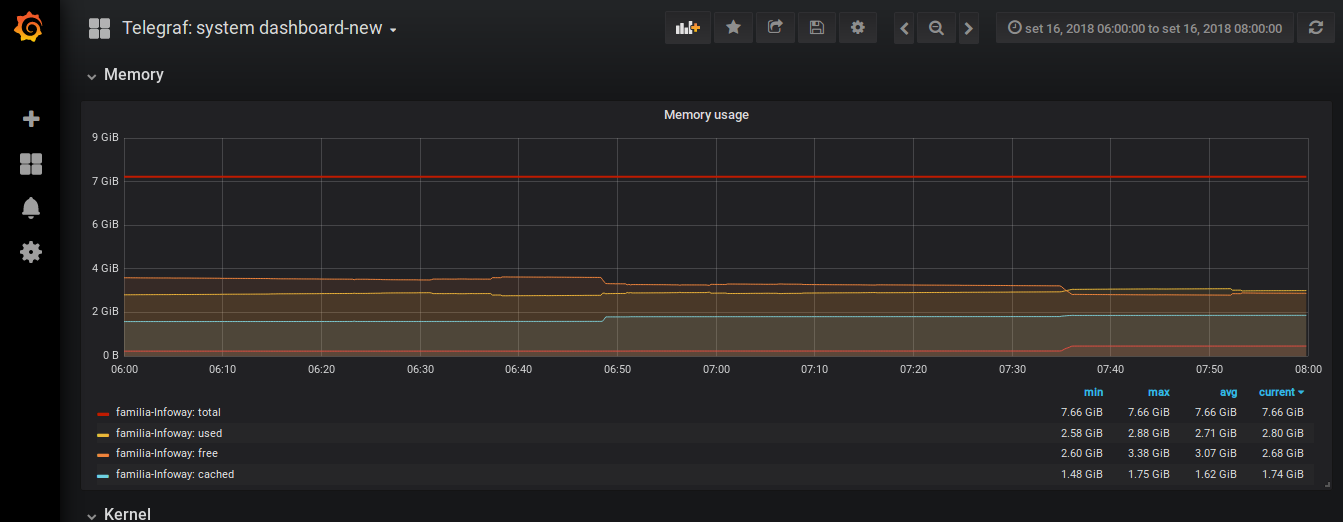 Telegraf: system dashboard-new
set 16, 2018 06:00:00 to set 16, 2018 08:00:00
Memory
Memory usage
9 GiB
7 GiB
6 GiB
4 GiB
2 GiB
0 B
06:00 06:10 06:20 06:30 06:40 06:50 07:00 07:10 07:20 07:30 07:40 07:50 08:00
min max avg current
familia-Infoway: total 7.66 GiB 7.66 GiB 7.66 GiB 7.66 GiB
familia-Infoway: used 2.58 GiB 2.88 GiB 2.71 GiB 2.80 GiB
familia-Infoway: free 2.60 GiB 3.38 GiB 3.07 GiB 2.68 GiB
familia-Infoway: cached 1.48 GiB 1.75 GiB 1.62 GiB 1.74 GiB
Kernel